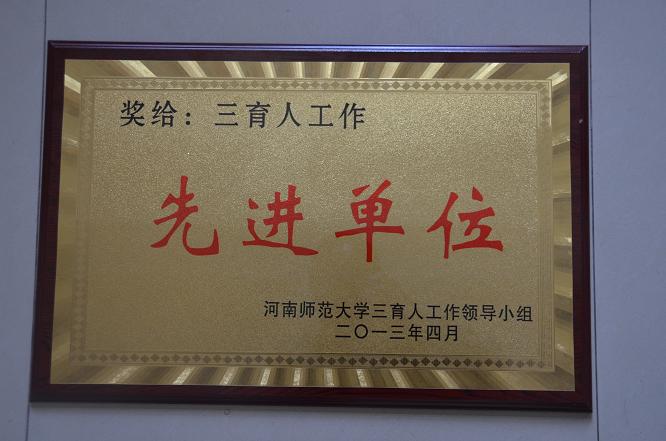 奖给：三育人工作
先进单位
河南师范大学三育人工作领导小组
二〇一三年四月